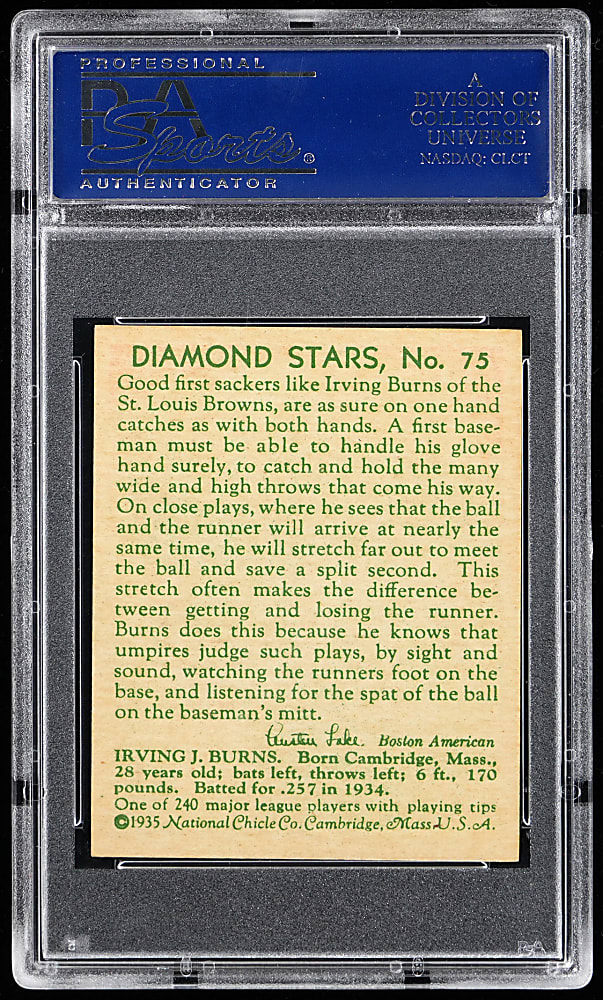 PROFESSIONAL
PSA
Sports®
AUTHENTICATOR
A
DIVISION OF
COLLECTORS
UNIVERSE
NASDAQ: CLCT
DIAMOND STARS, No. 75
Good first sackers like Irving Burns of the
St. Louis Browns, are as sure on one hand
catches as with both hands. A first base-
man must be able to handle his glove
hand surely, to catch and hold the many
wide and high throws that come his way.
On close plays, where he sees that the ball
and the runner will arrive at nearly the
same time, he will stretch far out to meet
the ball and save a split second. This
stretch often makes the difference be-
tween getting and losing the runner.
Burns does this because he knows that
umpires judge such plays, by sight and
sound, watching the runners foot on the
base, and listening for the spat of the ball
on the baseman's mitt.
Austen Lake. Boston American
IRVING J. BURNS. Born Cambridge, Mass.,
28 years old; bats left, throws left; 6 ft., 170
pounds. Batted for .257 in 1934.
One of 240 major league players with playing tips
©1935 National Chicle Co. Cambridge, Mass U.S.A.
PSA